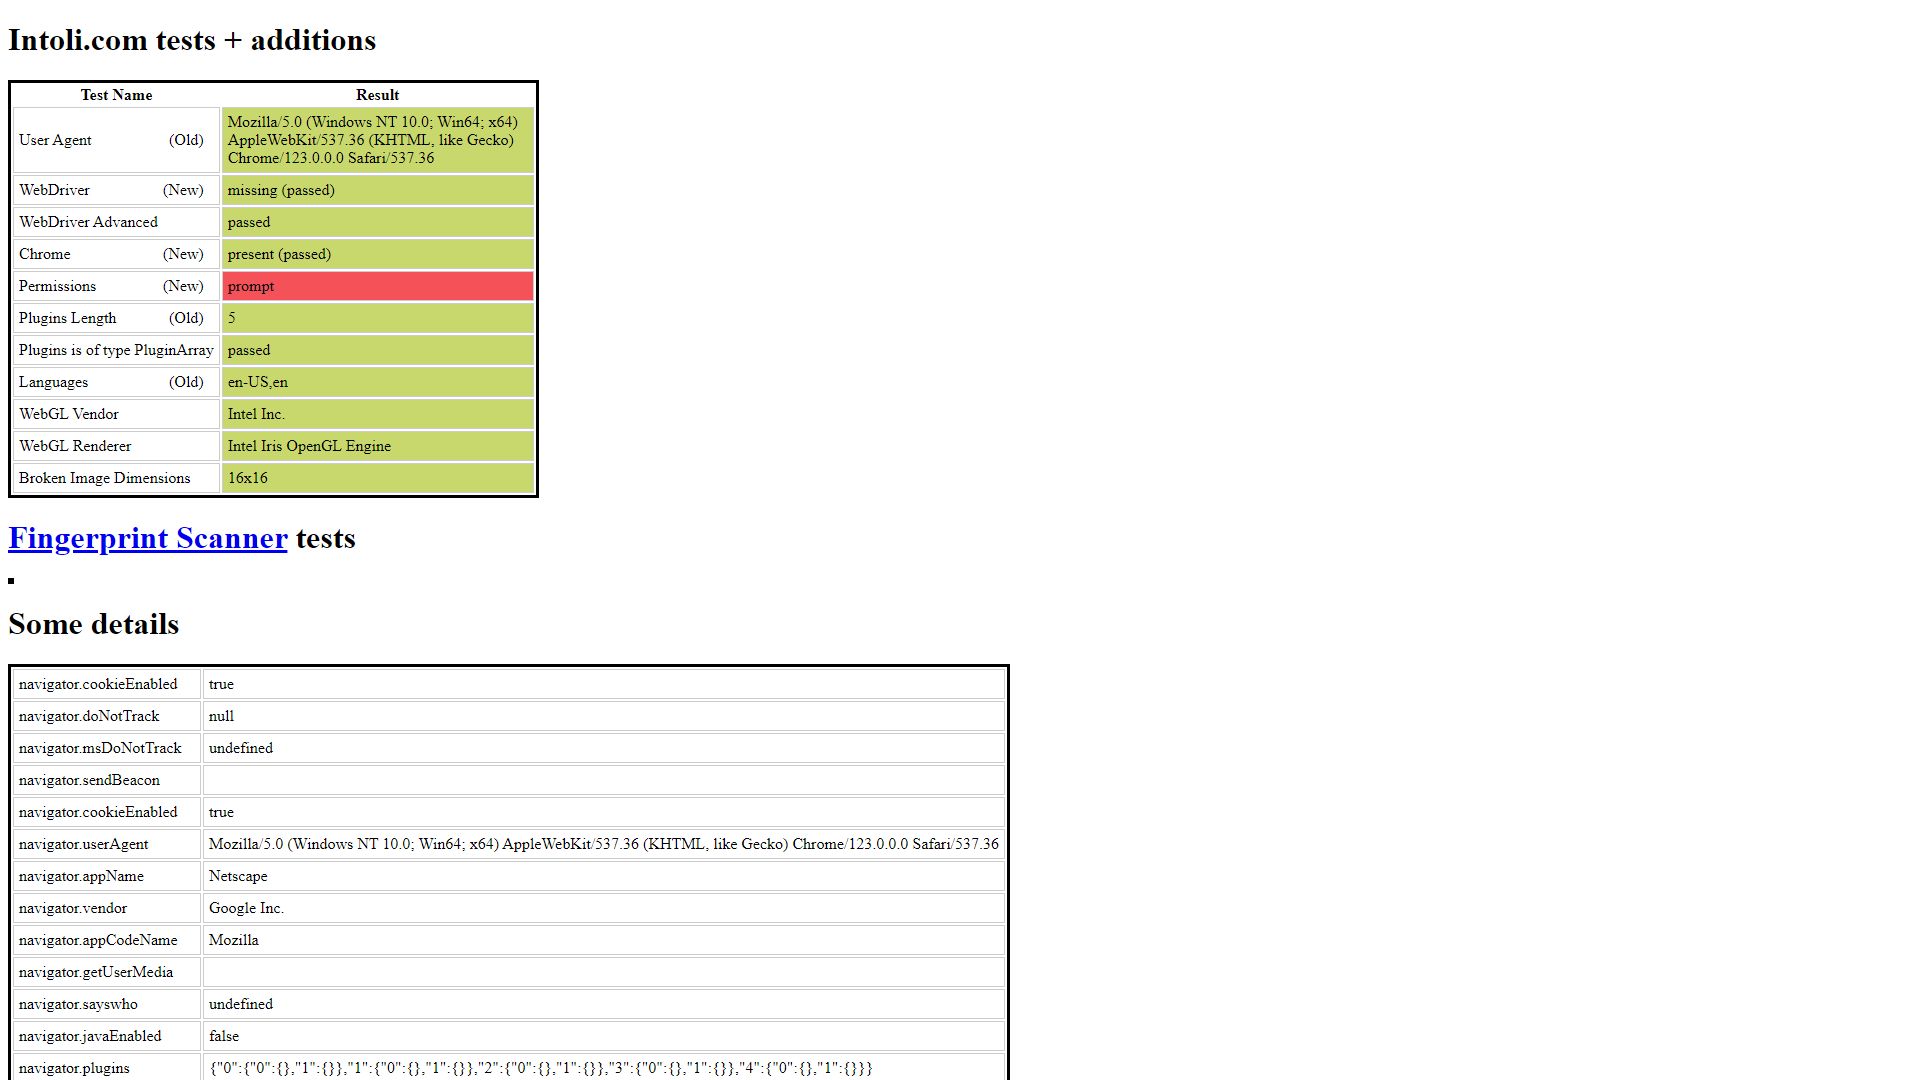 Intoli.com tests + additions
Test Name Result
User Agent (Old) Mozilla/5.0 (Windows NT 10.0; Win64; x64)
AppleWebKit/537.36 (KHTML, like Gecko)
Chrome/123.0.0.0 Safari/537.36
WebDriver (New) missing (passed)
WebDriver Advanced passed
Chrome (New) present (passed)
Permissions (New) prompt
Plugins Length (Old) 5
Plugins is of type PluginArray passed
Languages (Old) en-US,en
WebGL Vendor Intel Inc.
WebGL Renderer Intel Iris OpenGL Engine
Broken Image Dimensions 16x16
Fingerprint Scanner tests
Some details
navigator.cookieEnabled true
navigator.doNotTrack null
navigator.msDoNotTrack undefined
navigator.sendBeacon
navigator.cookieEnabled true
navigator.userAgent Mozilla/5.0 (Windows NT 10.0; Win64; x64) AppleWebKit/537.36 (KHTML, like Gecko) Chrome/123.0.0.0 Safari/537.36
navigator.appName Netscape
navigator.vendor Google Inc.
navigator.appCodeName Mozilla
navigator.getUserMedia
navigator.sayswho undefined
navigator.javaEnabled false
navigator.plugins {"0":{"0":{},"1":{}},"1":{"0":{},"1":{}},"2":{"0":{},"1":{}},"3":{"0":{},"1":{}},"4":{"0":{},"1":{}}}